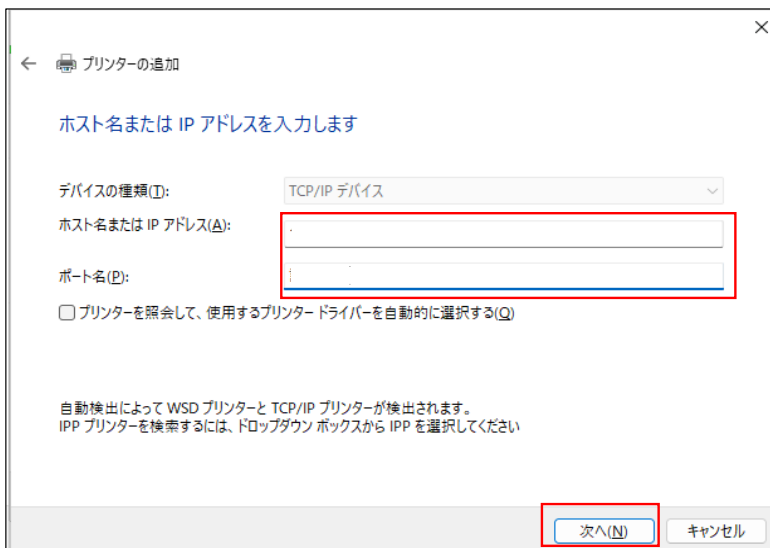 プリンターの追加
ホスト名または IP アドレスを入力します
デバイスの種類(T):
TCP/IP デバイス
ホスト名または IP アドレス(A):
ポート名(P):
プリンターを照会して、使用するプリンター ドライバーを自動的に選択する(Q)
自動検出によって WSD プリンターと TCP/IP プリンターが検出されます。
IPP プリンターを検索するには、ドロップダウン ボックスから IPP を選択してください
次へ(N)
キャンセル